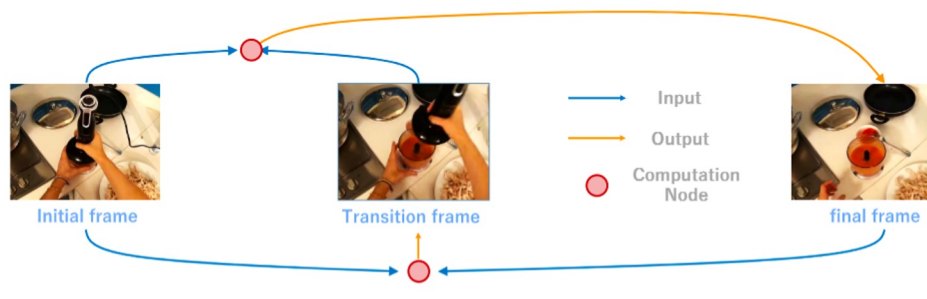 Input
Output
Computation
Node
Initial frame
Transition frame
final frame